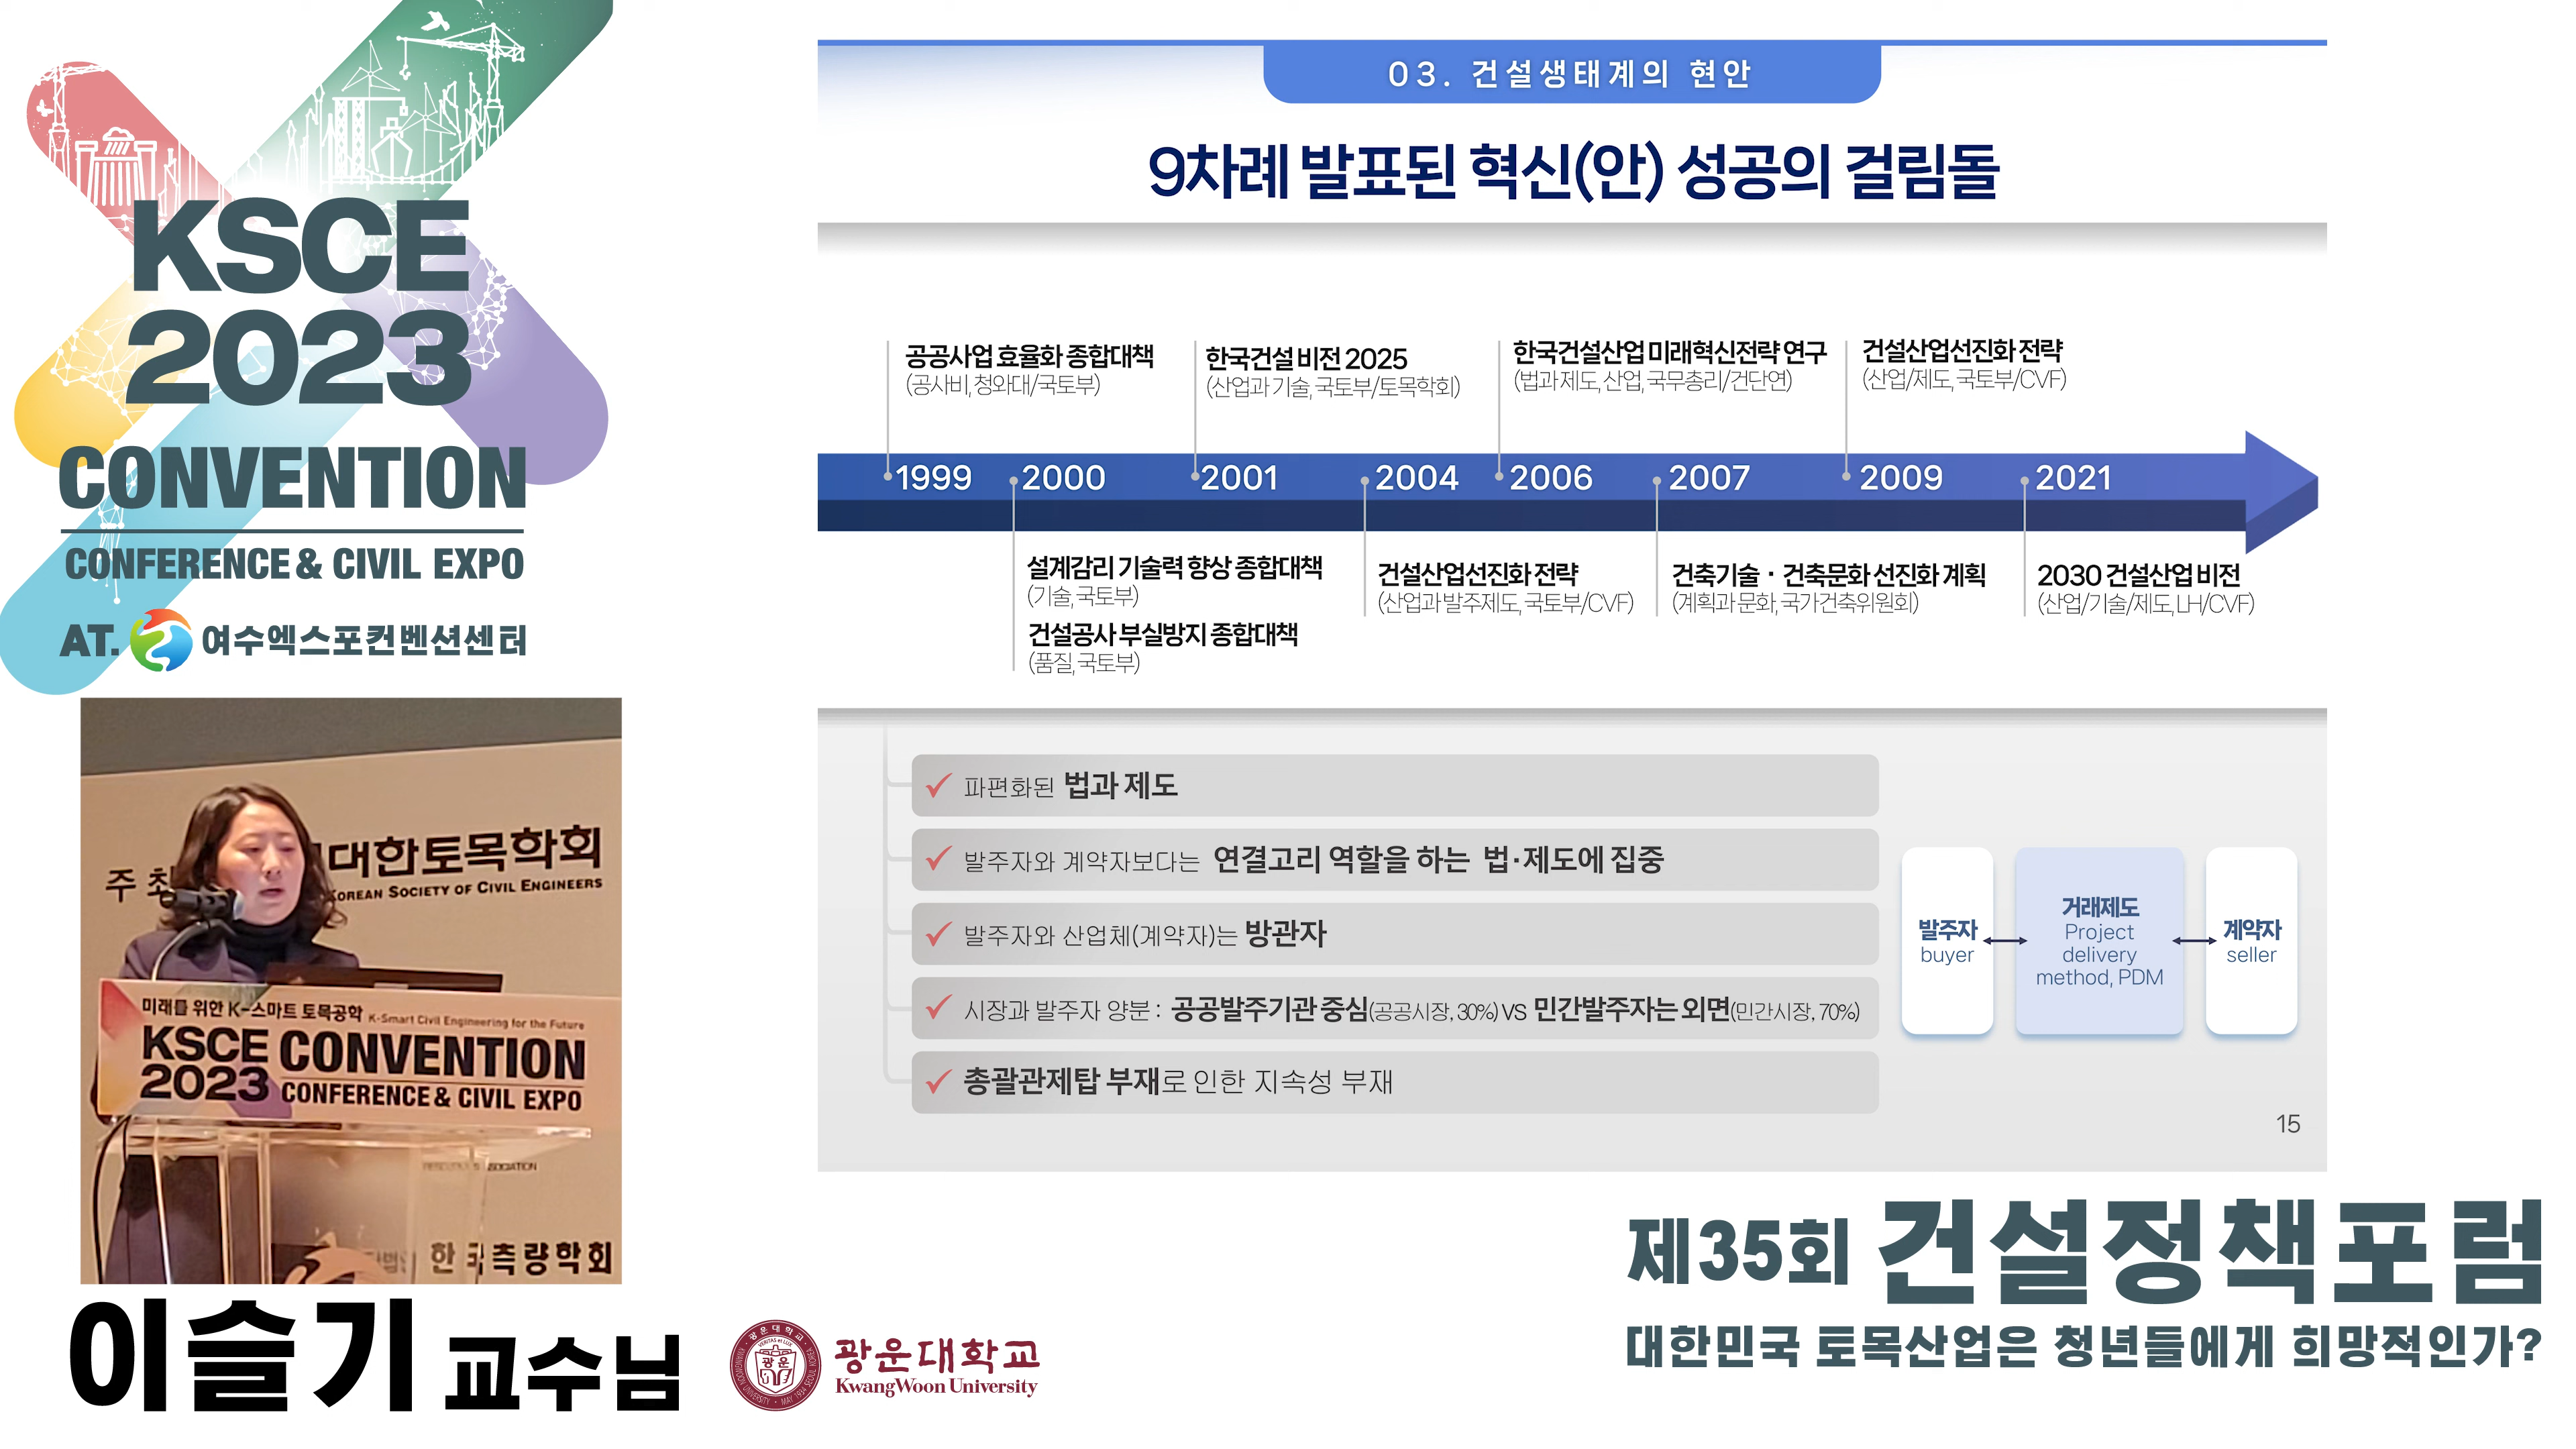 KSCE
2023
CONVENTION
CONFERENCE & CIVIL EXPO
AT. 여수엑스포컨벤션센터
03. 건설생태계의 현안
9차례 발표된 혁신(안) 성공의 걸림돌
공공사업 효율화 종합대책
(공사비, 청와대/국토부)
한국건설 비전 2025
(산업과 기술, 국토부/토목학회)
한국건설산업 미래혁신전략 연구
(법과 제도, 산업, 국무총리/건단연)
건설산업선진화 전략
(산업/제도, 국토부/CVF)
1999 2000 2001 2004 2006 2007 2009 2021
설계감리 기술력 향상 종합대책
(기술, 국토부)
건설공사 부실방지 종합대책
(품질, 국토부)
건설산업선진화 전략
(산업과 발주제도, 국토부/CVF)
건축기술 · 건축문화 선진화 계획
(계획과 문화, 국가건축위원회)
2030 건설산업 비전
(산업/기술/제도, LH/CVF)
파편화된 법과 제도
발주자와 계약자보다는 연결고리 역할을 하는 법·제도에 집중
발주자와 산업체(계약자)는 방관자
시장과 발주자 양분 : 공공발주기관 중심(공공시장, 30%) VS 민간발주자는 외면(민간시장, 70%)
총괄관제탑 부재로 인한 지속성 부재
발주자
buyer
거래제도
Project
delivery
method, PDM
계약자
seller
15
주최
대한토목학회
KOREAN SOCIETY OF CIVIL ENGINEERS
미래를 위한 K-스마트 토목공학 K-Smart Civil Engineering for the Future
KSCE CONVENTION
2023 CONFERENCE & CIVIL EXPO
한국측량학회
이슬기 교수님
광운대학교
KwangWoon University
제35회 건설정책포럼
대한민국 토목산업은 청년들에게 희망적인가?